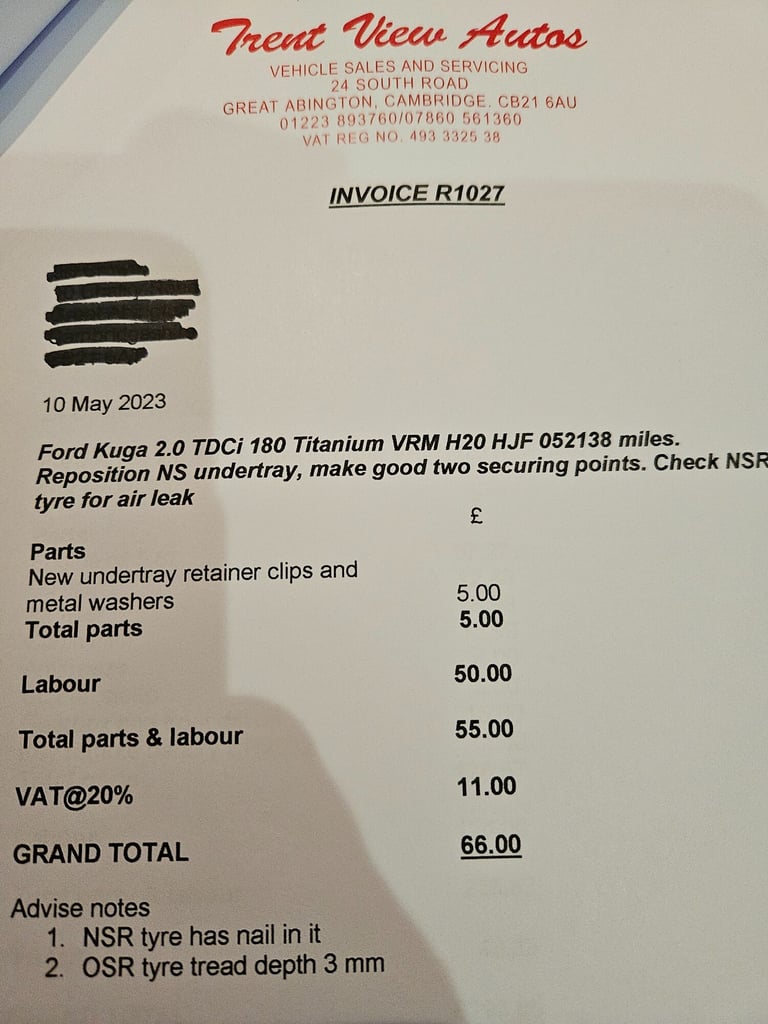 Trent View Autos
VEHICLE SALES AND SERVICING
24 SOUTH ROAD
GREAT ABINGTON, CAMBRIDGE. CB21 6AU
01223 893760/07860 561360
VAT REG NO. 493 3325 38
INVOICE R1027
10 May 2023
Ford Kuga 2.0 TDCi 180 Titanium VRM H20 HJF 052138 miles.
Reposition NS undertray, make good two securing points. Check NSR
tyre for air leak
£
Parts
New undertray retainer clips and
metal washers 5.00
Total parts 5.00
Labour 50.00
Total parts & labour 55.00
VAT@20% 11.00
GRAND TOTAL 66.00
Advise notes
1. NSR tyre has nail in it
2. OSR tyre tread depth 3 mm